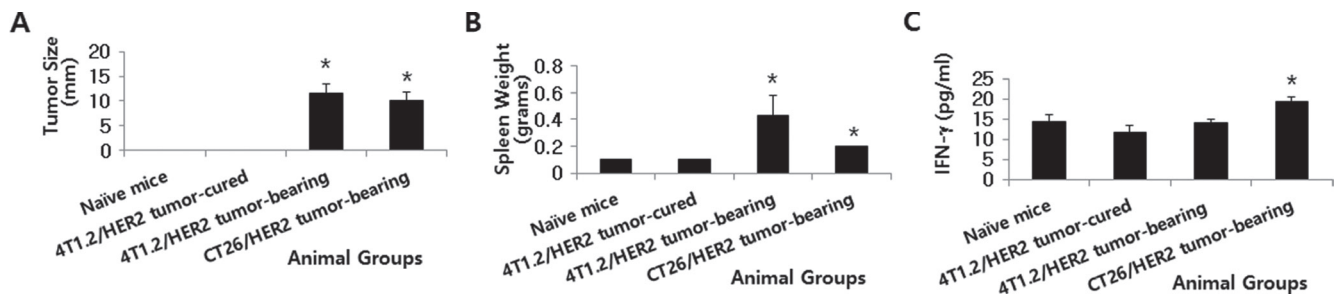 A
Tumor Size
(mm)
20
15
10
5
0
*
*
Naïve mice
4T1.2/HER2 tumor-cured
4T1.2/HER2 tumor-bearing
CT26/HER2 tumor-bearing
Animal Groups
B
Spleen Weight
(grams)
0.8
0.6
0.4
0.2
0
*
*
Naïve mice
4T1.2/HER2 tumor-cured
4T1.2/HER2 tumor-bearing
CT26/HER2 tumor-bearing
Animal Groups
C
IFN-γ (pg/ml)
25
20
15
10
5
0
*
Naïve mice
4T1.2/HER2 tumor-cured
4T1.2/HER2 tumor-bearing
CT26/HER2 tumor-bearing
Animal Groups